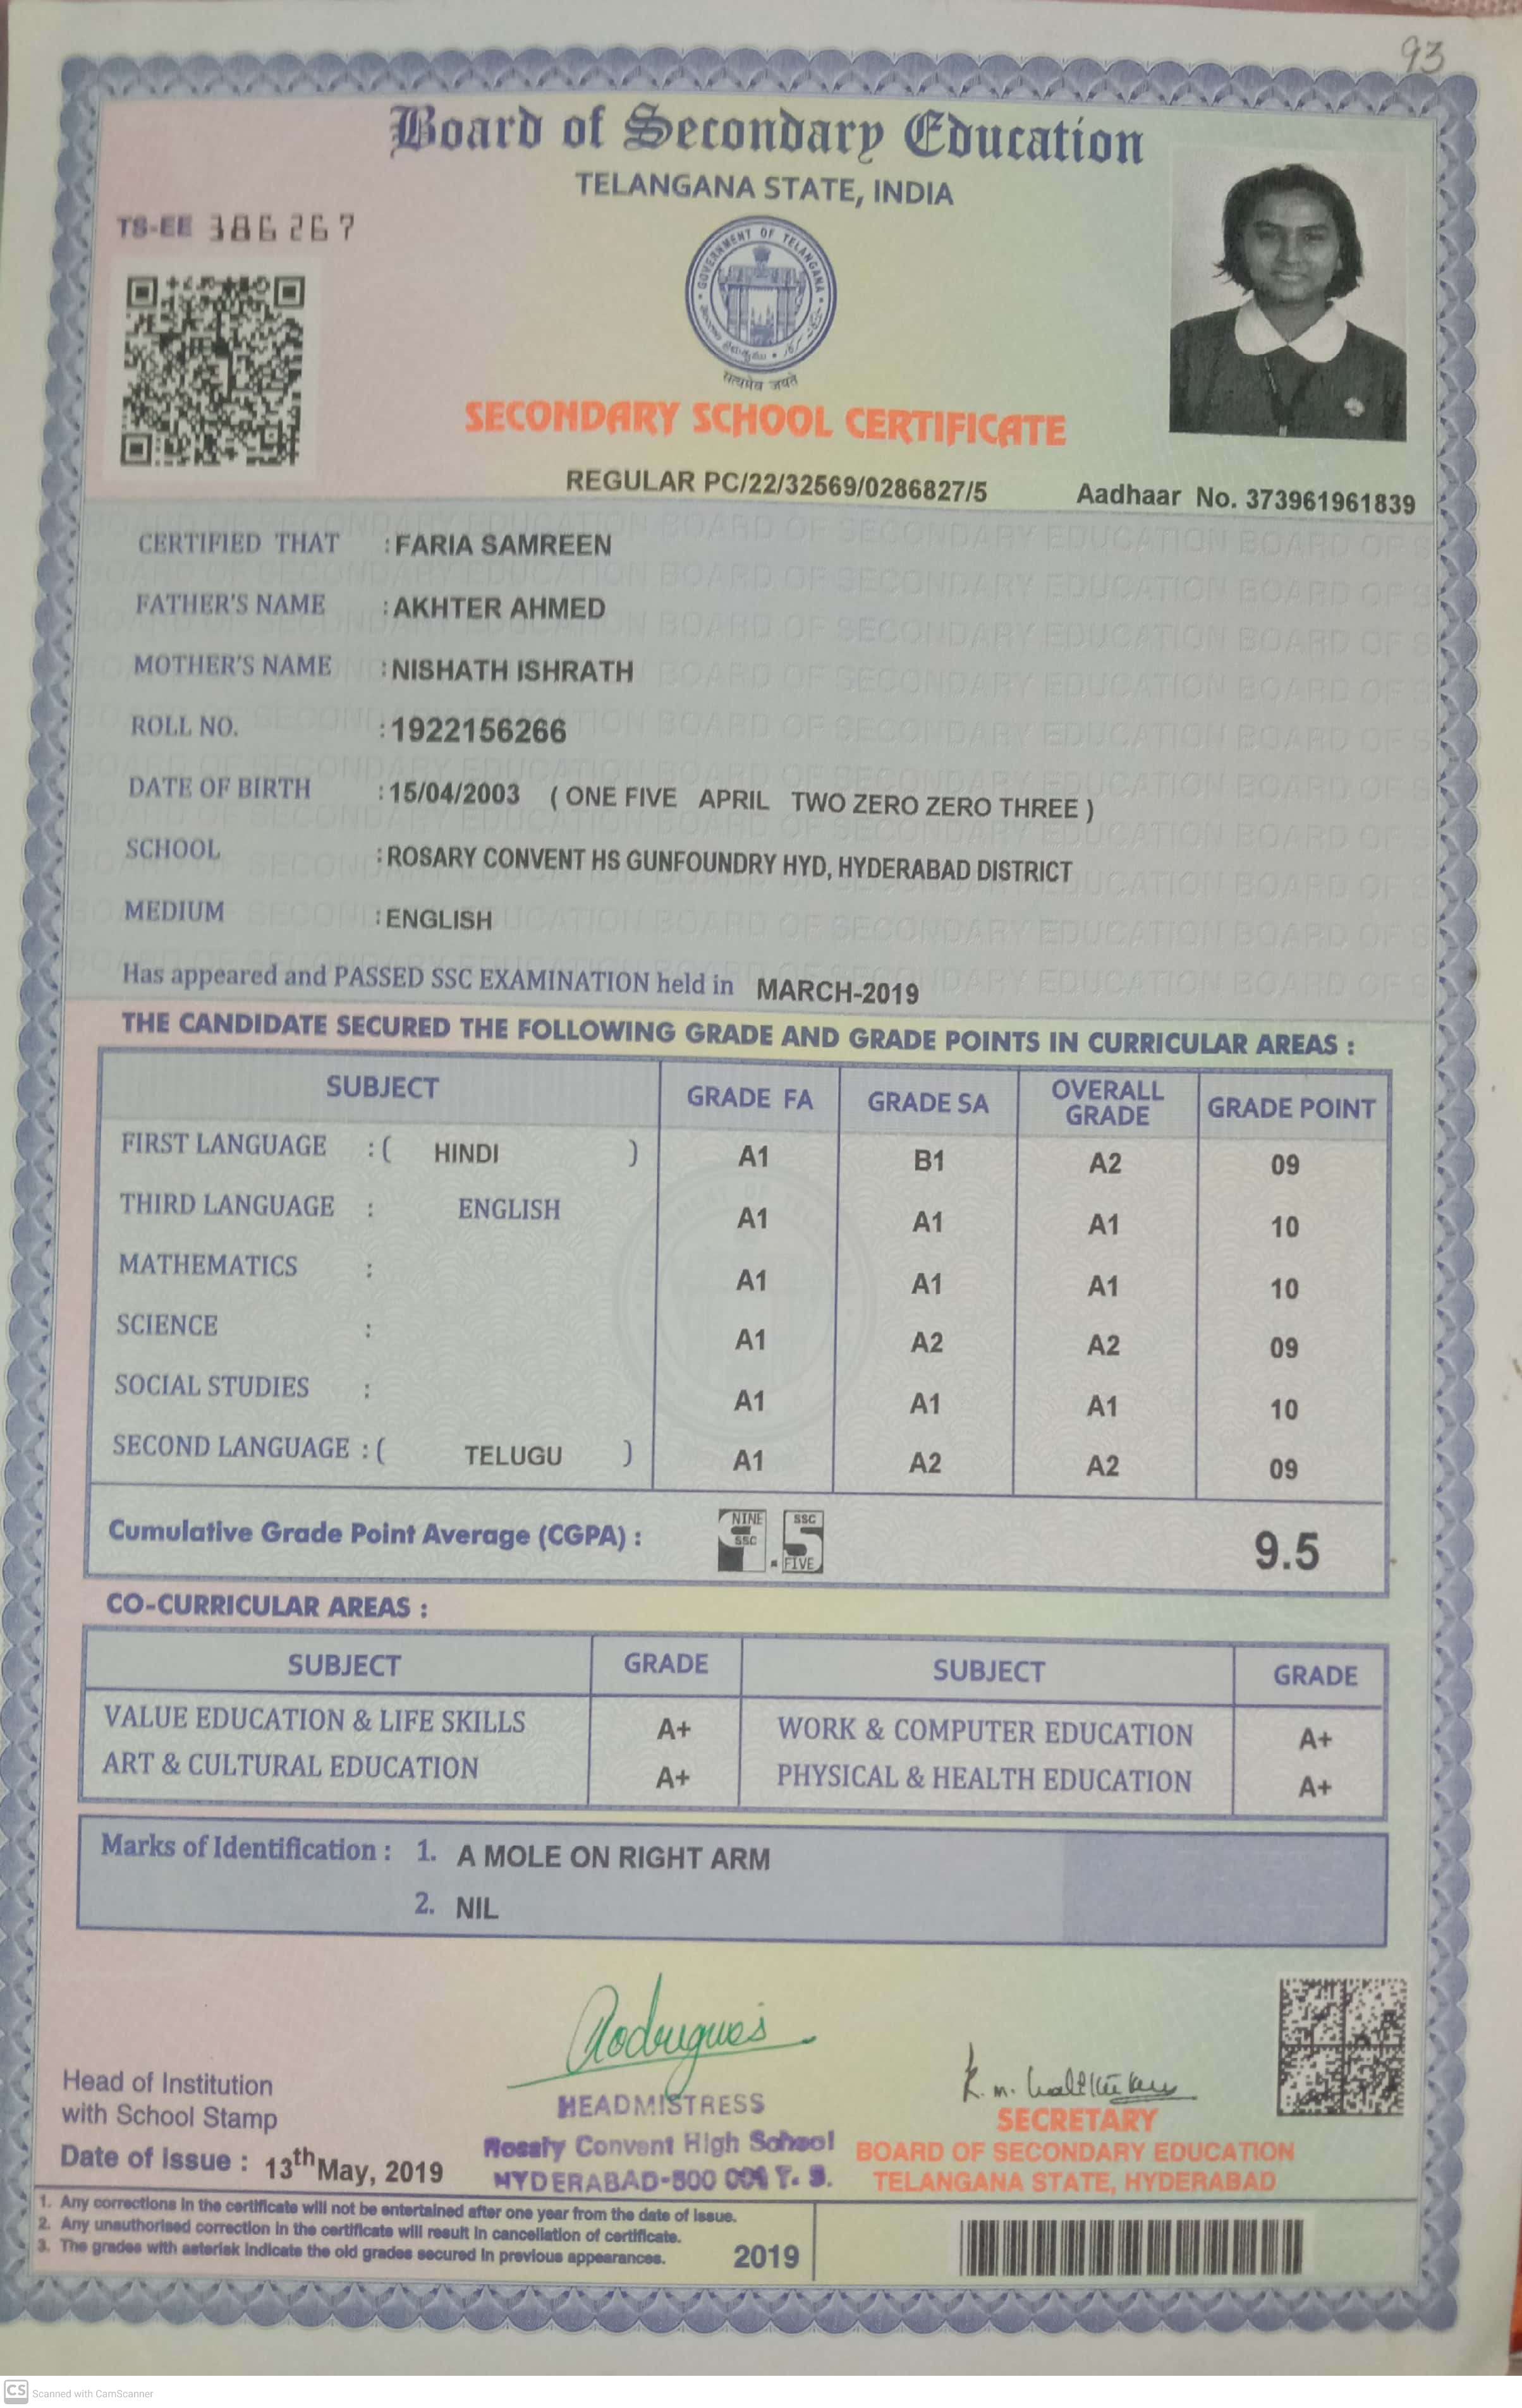 93
Board of Secondary Education
TELANGANA STATE, INDIA
TS-EE 386267
GOVERNMENT OF TELANGANA
सत्यमेव जयते
SECONDARY SCHOOL CERTIFICATE
REGULAR PC/22/32569/0286827/5 Aadhaar No. 373961961839
CERTIFIED THAT : FARIA SAMREEN
FATHER'S NAME : AKHTER AHMED
MOTHER'S NAME : NISHATH ISHRATH
ROLL NO. : 1922156266
DATE OF BIRTH : 15/04/2003 ( ONE FIVE APRIL TWO ZERO ZERO THREE )
SCHOOL : ROSARY CONVENT HS GUNFOUNDRY HYD, HYDERABAD DISTRICT
MEDIUM : ENGLISH
Has appeared and PASSED SSC EXAMINATION held in MARCH-2019
THE CANDIDATE SECURED THE FOLLOWING GRADE AND GRADE POINTS IN CURRICULAR AREAS :
SUBJECT GRADE FA GRADE SA OVERALL GRADE GRADE POINT
FIRST LANGUAGE : ( HINDI ) A1 B1 A2 09
THIRD LANGUAGE : ENGLISH A1 A1 A1 10
MATHEMATICS : A1 A1 A1 10
SCIENCE : A1 A2 A2 09
SOCIAL STUDIES : A1 A1 A1 10
SECOND LANGUAGE : ( TELUGU ) A1 A2 A2 09
Cumulative Grade Point Average (CGPA) : NINE SSC . 5 SSC FIVE 9.5
CO-CURRICULAR AREAS :
SUBJECT GRADE SUBJECT GRADE
VALUE EDUCATION & LIFE SKILLS A+ WORK & COMPUTER EDUCATION A+
ART & CULTURAL EDUCATION A+ PHYSICAL & HEALTH EDUCATION A+
Marks of Identification : 1. A MOLE ON RIGHT ARM
2. NIL
Rodrigues
Head of Institution
with School Stamp
HEADMISTRESS
Rosary Convent High School
HYDERABAD-500 001 T. S.
SECRETARY
BOARD OF SECONDARY EDUCATION
TELANGANA STATE, HYDERABAD
Date of Issue : 13th May, 2019
1. Any corrections in the certificate will not be entertained after one year from the date of issue.
2. Any unauthorised correction in the certificate will result in cancellation of certificate.
3. The grades with asterisk indicate the old grades secured in previous appearances.
2019
CS Scanned with CamScanner